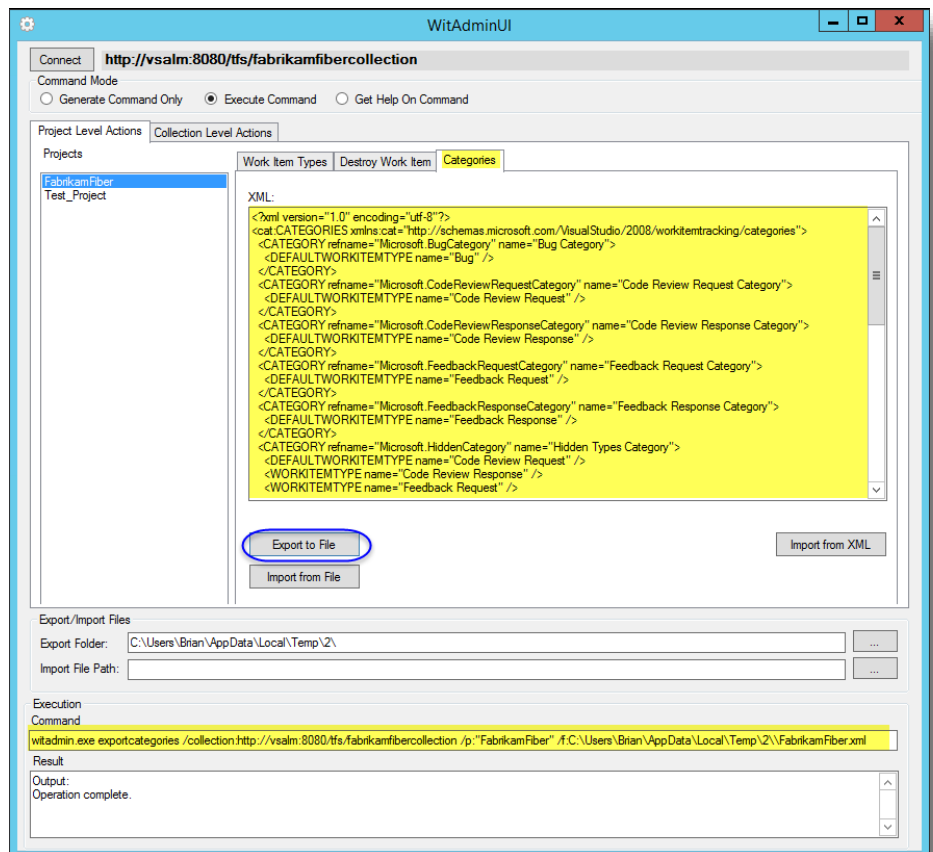 WitAdminUI
Connect http://vsalm:8080/tfs/fabrikamfibercollection
Command Mode
Generate Command Only Execute Command Get Help On Command
Project Level Actions Collection Level Actions
Projects
Work Item Types Destroy Work Item Categories
FabrikamFiber
Test_Project
XML:
<?xml version="1.0" encoding="utf-8"?>
<cat:CATEGORIES xmlns:cat="http://schemas.microsoft.com/VisualStudio/2008/workitemtracking/categories">
<CATEGORY refname="Microsoft.BugCategory" name="Bug Category">
<DEFAULTWORKITEMTYPE name="Bug" />
</CATEGORY>
<CATEGORY refname="Microsoft.CodeReviewRequestCategory" name="Code Review Request Category">
<DEFAULTWORKITEMTYPE name="Code Review Request" />
</CATEGORY>
<CATEGORY refname="Microsoft.CodeReviewResponseCategory" name="Code Review Response Category">
<DEFAULTWORKITEMTYPE name="Code Review Response" />
</CATEGORY>
<CATEGORY refname="Microsoft.FeedbackRequestCategory" name="Feedback Request Category">
<DEFAULTWORKITEMTYPE name="Feedback Request" />
</CATEGORY>
<CATEGORY refname="Microsoft.FeedbackResponseCategory" name="Feedback Response Category">
<DEFAULTWORKITEMTYPE name="Feedback Response" />
</CATEGORY>
<CATEGORY refname="Microsoft.HiddenCategory" name="Hidden Types Category">
<DEFAULTWORKITEMTYPE name="Code Review Request" />
<WORKITEMTYPE name="Code Review Response" />
<WORKITEMTYPE name="Feedback Request" />
Export to File Import from XML
Import from File
Export/Import Files
Export Folder: C:\Users\Brian\AppData\Local\Temp\2\ ...
Import File Path: ...
Execution
Command
witadmin.exe exportcategories /collection:http://vsalm:8080/tfs/fabrikamfibercollection /p:"FabrikamFiber" /f:C:\Users\Brian\AppData\Local\Temp\2\\FabrikamFiber.xml
Result
Output:
Operation complete.